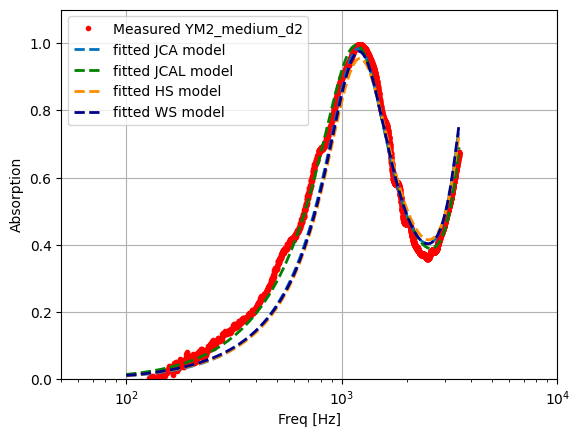 Measured YM2_medium_d2
fitted JCA model
fitted JCAL model
fitted HS model
fitted WS model
1.0
0.8
0.6
0.4
0.2
0.0
Absorption
10²
10³
10⁴
Freq [Hz]